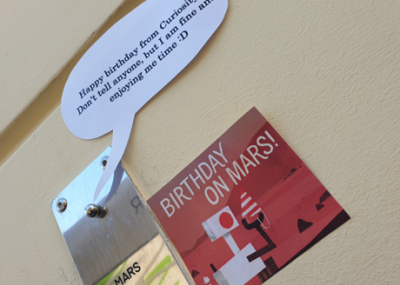 Happy birthday from Curiosity
Don't tell anyone, but I am fine and
enjoying me time :D
BIRTHDAY
ON MARS!
MARS